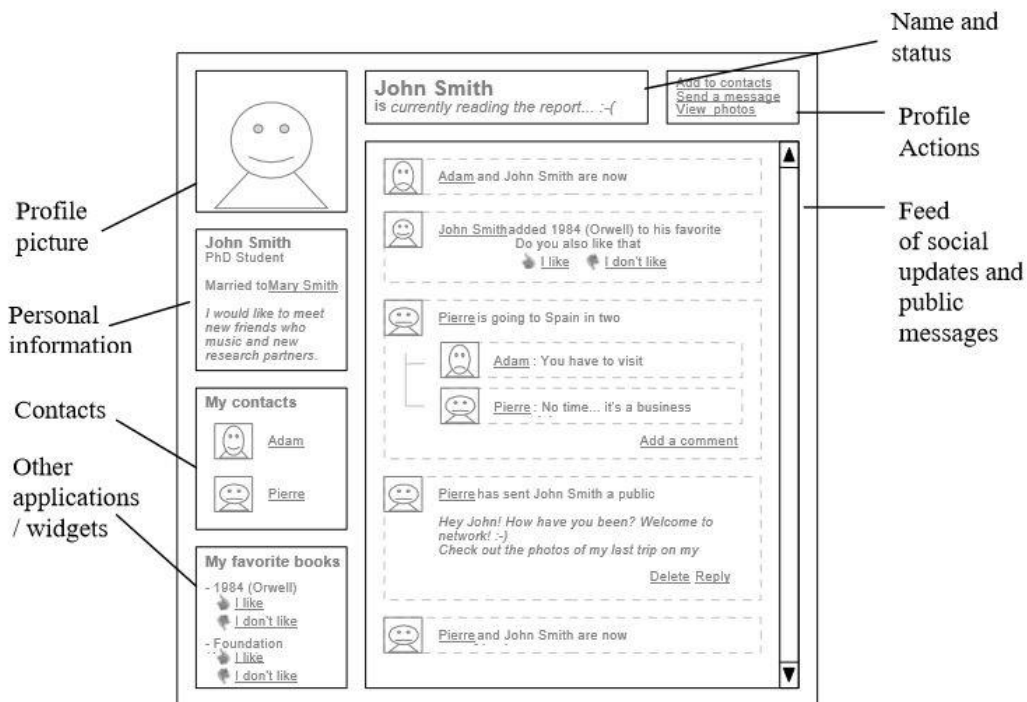 Name and
status
Profile
Actions
Feed
of social
updates and
public
messages
Profile
picture
Personal
information
Contacts
Other
applications
/ widgets
John Smith
is currently reading the report... :-(
Add to contacts
Send a message
View photos
John Smith
PhD Student
Married toMary Smith
I would like to meet
new friends who
music and new
research partners.
My contacts
Adam
Pierre
My favorite books
- 1984 (Orwell)
I like
I don't like
- Foundation
I like
I don't like
Adam and John Smith are now
John Smithadded 1984 (Orwell) to his favorite
Do you also like that
I like I don't like
Pierre is going to Spain in two
Adam : You have to visit
Pierre : No time... it's a business
Add a comment
Pierre has sent John Smith a public
Hey John! How have you been? Welcome to
network! :-)
Check out the photos of my last trip on my
Delete Reply
Pierre and John Smith are now